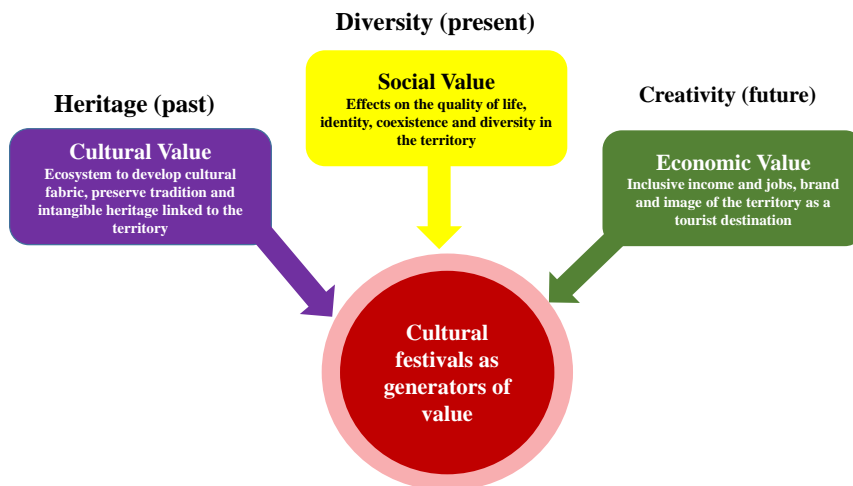 Diversity (present)
Social Value
Effects on the quality of life,
identity, coexistence and diversity in
the territory
Heritage (past)
Cultural Value
Ecosystem to develop cultural
fabric, preserve tradition and
intangible heritage linked to the
territory
Creativity (future)
Economic Value
Inclusive income and jobs, brand
and image of the territory as a
tourist destination
Cultural
festivals as
generators of
value